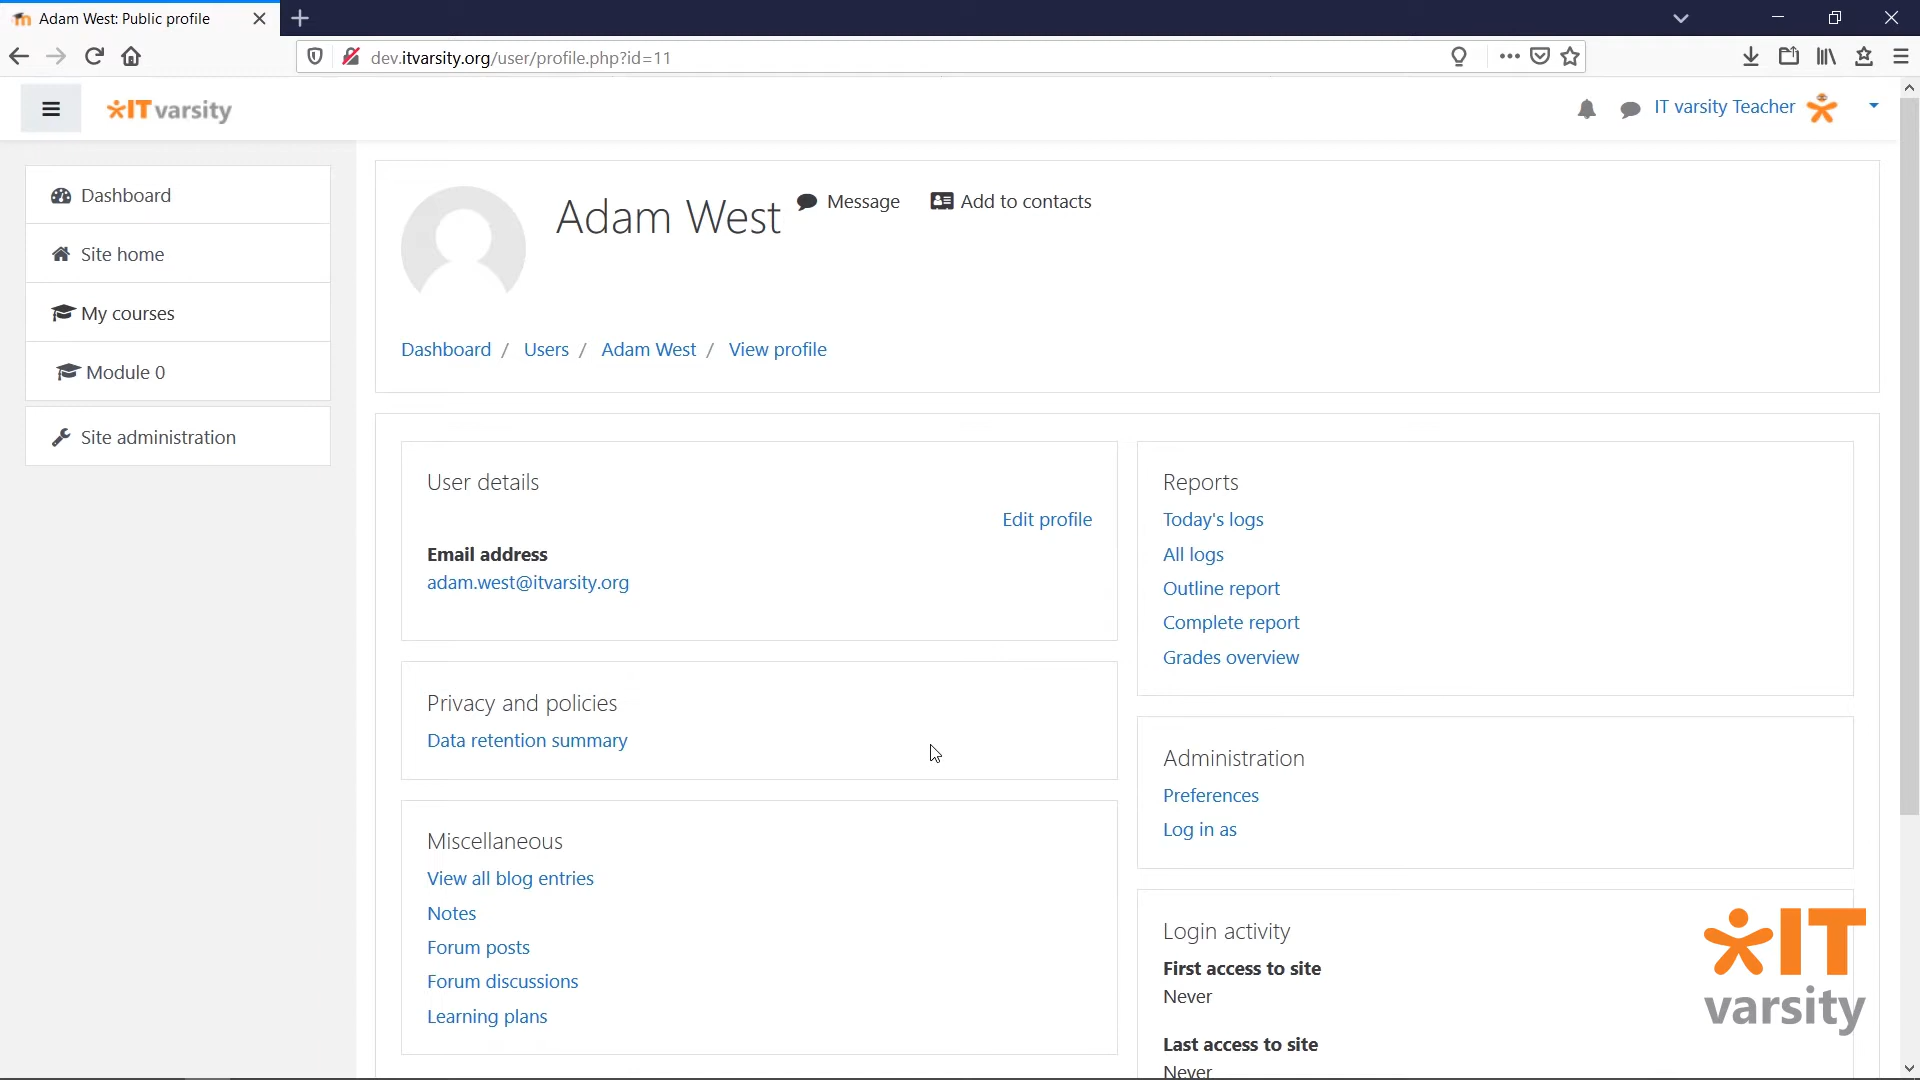 Adam West: Public profile
dev.itvarsity.org/user/profile.php?id=11
IT varsity
IT varsity Teacher
Dashboard
Site home
My courses
Module 0
Site administration
Adam West
Message
Add to contacts
Dashboard / Users / Adam West / View profile
User details
Edit profile
Email address
adam.west@itvarsity.org
Privacy and policies
Data retention summary
Miscellaneous
View all blog entries
Notes
Forum posts
Forum discussions
Learning plans
Reports
Today's logs
All logs
Outline report
Complete report
Grades overview
Administration
Preferences
Log in as
Login activity
First access to site
Never
Last access to site
Never
IT
varsity